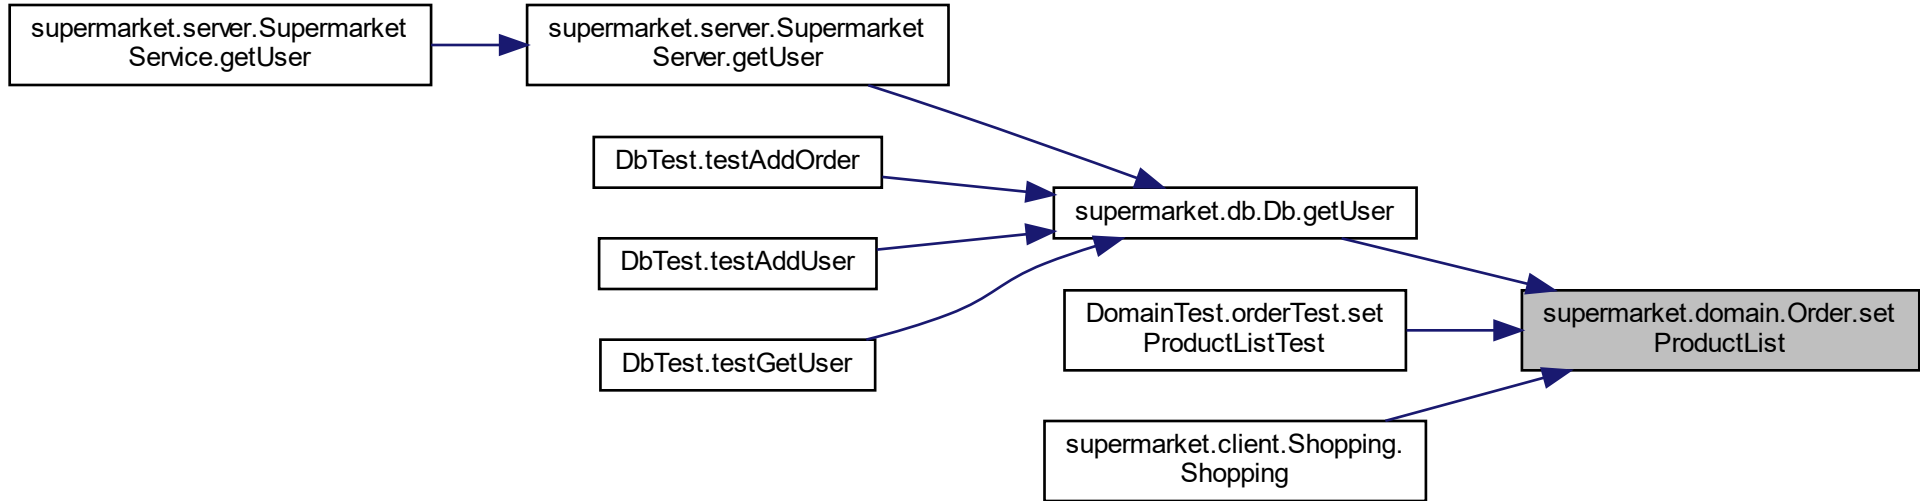 supermarket.server.Supermarket
Service.getUser
supermarket.server.Supermarket
Server.getUser
DbTest.testAddOrder
supermarket.db.Db.getUser
DbTest.testAddUser
DomainTest.orderTest.set
ProductListTest
supermarket.domain.Order.set
ProductList
DbTest.testGetUser
supermarket.client.Shopping.
Shopping